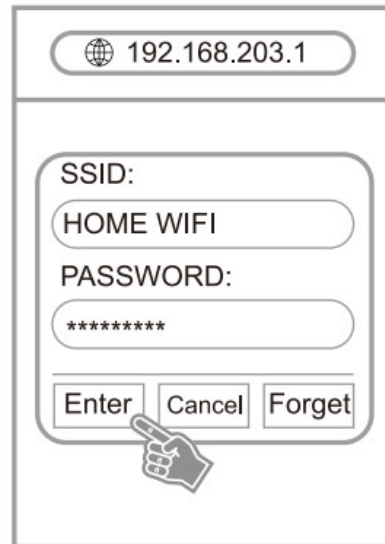 192.168.203.1
SSID:
HOME WIFI
PASSWORD:
*********
Enter Cancel Forget